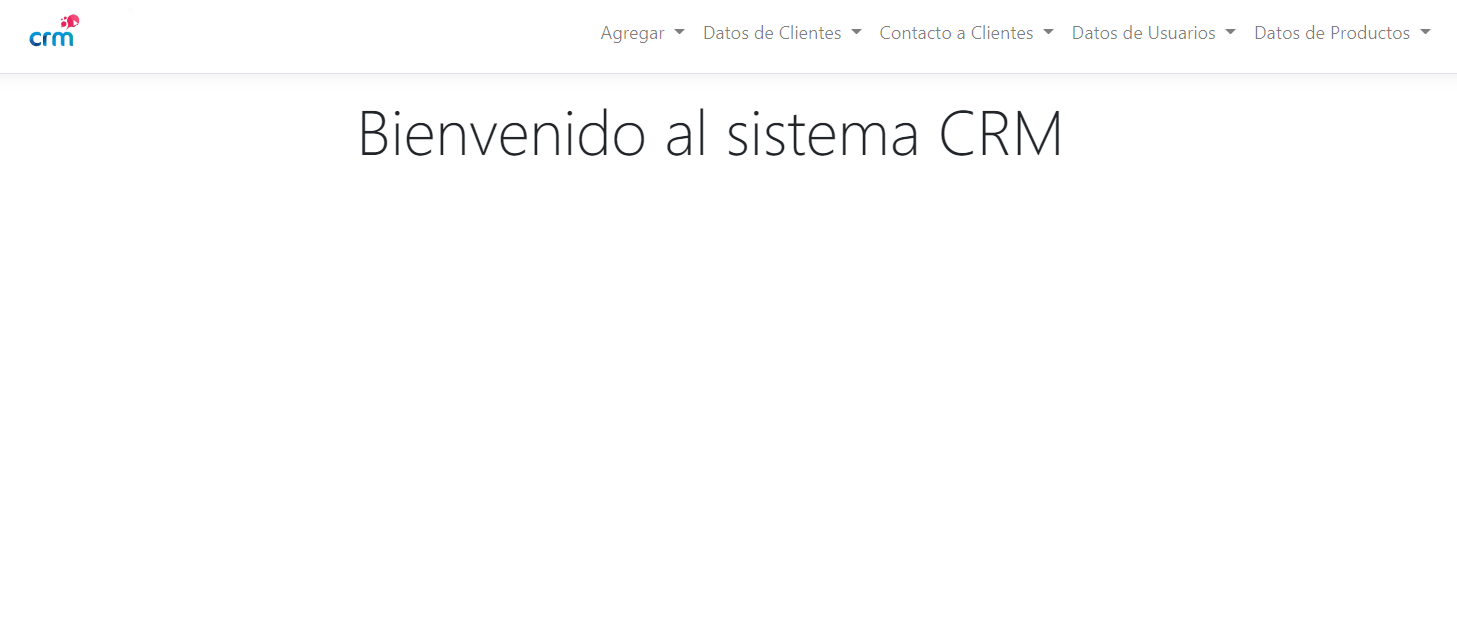 crm
Agregar Datos de Clientes Contacto a Clientes Datos de Usuarios Datos de Productos
Bienvenido al sistema CRM